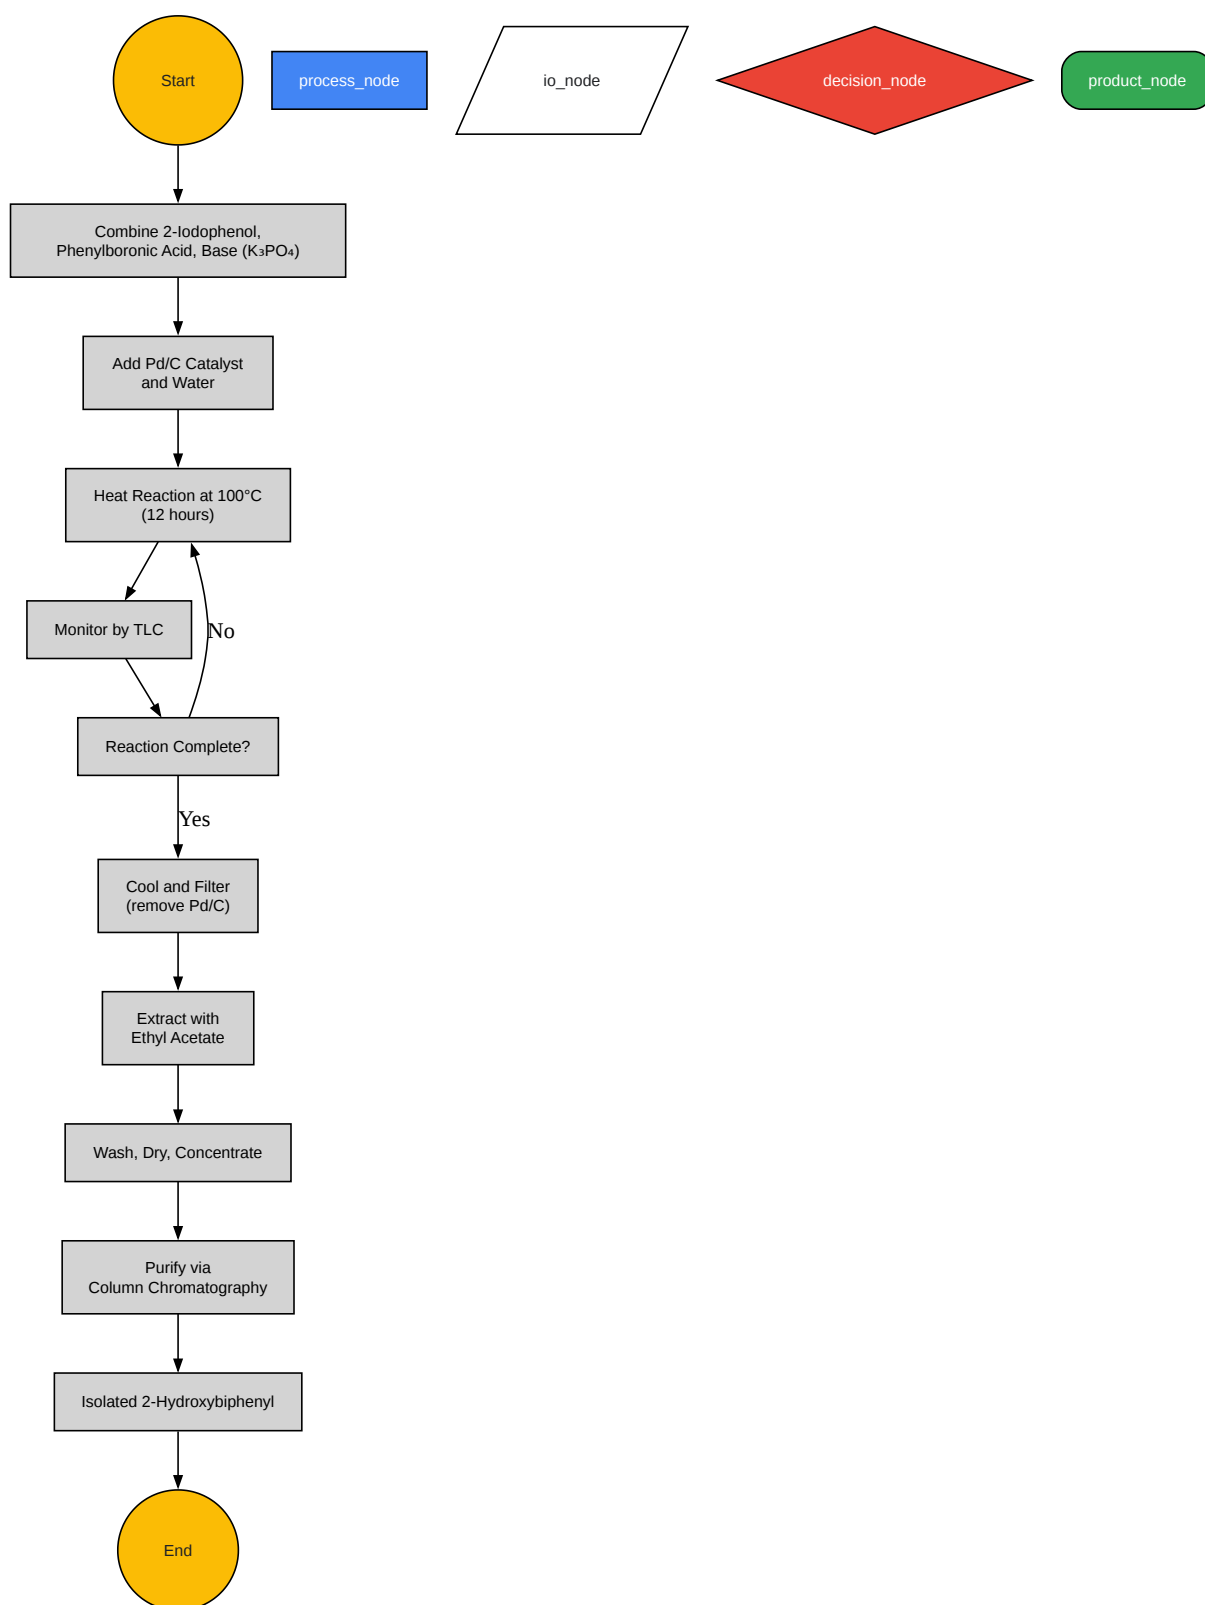 Start
process_node
io_node
decision_node
product_node
Combine 2-Iodophenol,
Phenylboronic Acid, Base (K₃PO₄)
Add Pd/C Catalyst
and Water
Heat Reaction at 100°C
(12 hours)
Monitor by TLC
No
Reaction Complete?
Yes
Cool and Filter
(remove Pd/C)
Extract with
Ethyl Acetate
Wash, Dry, Concentrate
Purify via
Column Chromatography
Isolated 2-Hydroxybiphenyl
End